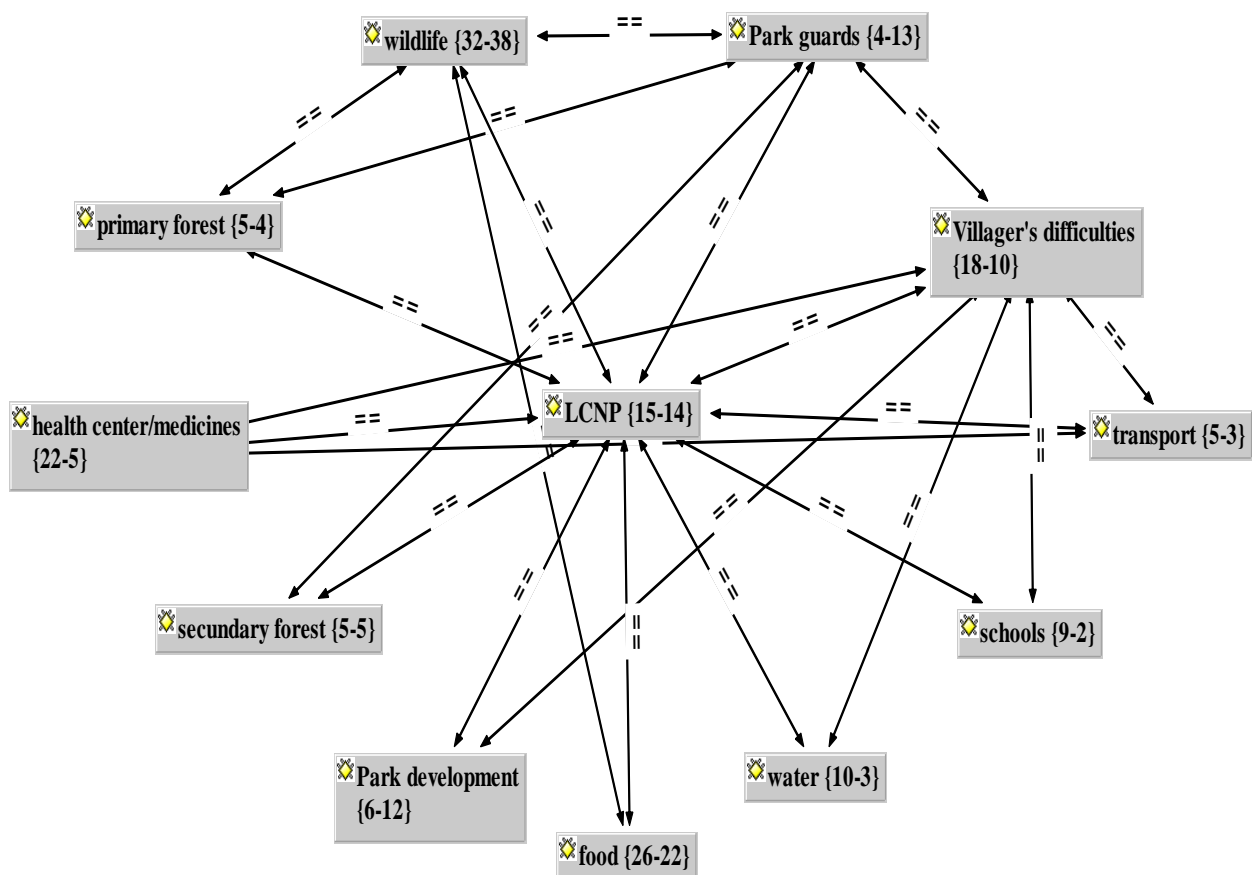 wildlife {32-38}
==
Park guards {4-13}
==
==
==
primary forest {5-4}
==
==
Villager's difficulties
{18-10}
==
==
==
==
==
health center/medicines
{22-5}
==
LCNP {15-14}
==
==
transport {5-3}
==
==
==
==
==
secundary forest {5-5}
==
==
==
schools {9-2}
Park development
{6-12}
water {10-3}
food {26-22}